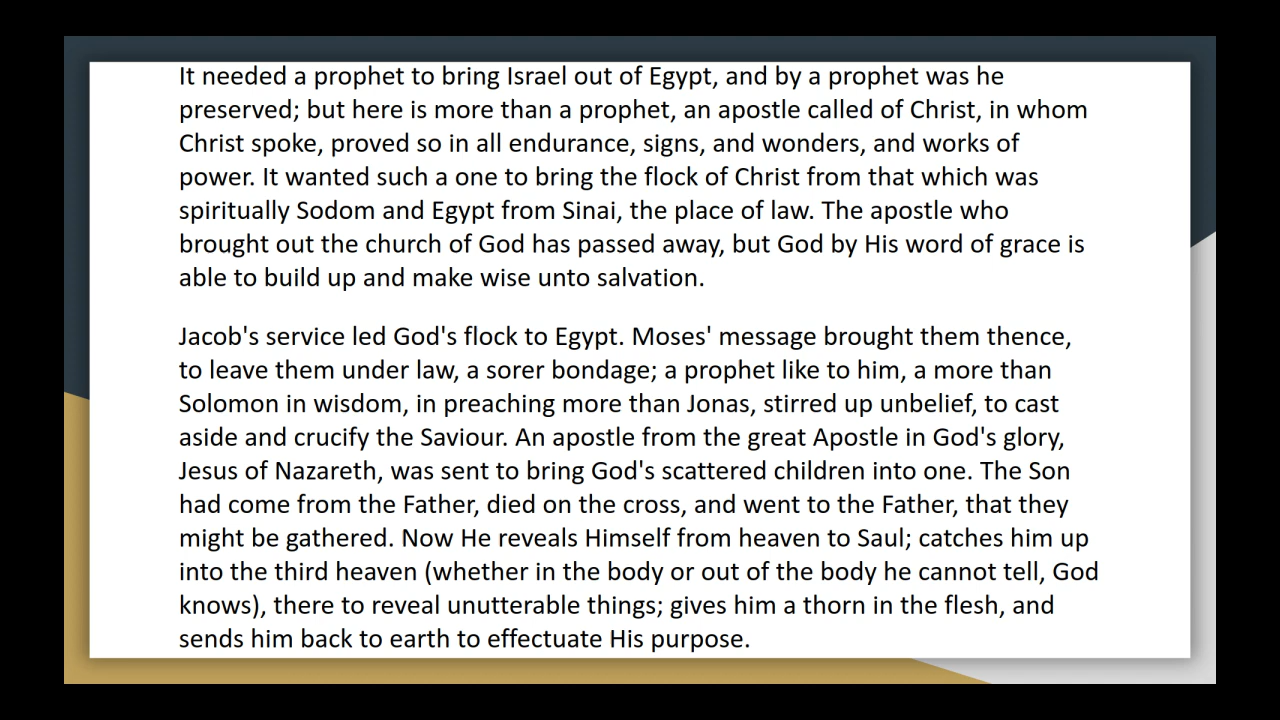 It needed a prophet to bring Israel out of Egypt, and by a prophet was he
preserved; but here is more than a prophet, an apostle called of Christ, in whom
Christ spoke, proved so in all endurance, signs, and wonders, and works of
power. It wanted such a one to bring the flock of Christ from that which was
spiritually Sodom and Egypt from Sinai, the place of law. The apostle who
brought out the church of God has passed away, but God by His word of grace is
able to build up and make wise unto salvation.
Jacob's service led God's flock to Egypt. Moses' message brought them thence,
to leave them under law, a sorer bondage; a prophet like to him, a more than
Solomon in wisdom, in preaching more than Jonas, stirred up unbelief, to cast
aside and crucify the Saviour. An apostle from the great Apostle in God's glory,
Jesus of Nazareth, was sent to bring God's scattered children into one. The Son
had come from the Father, died on the cross, and went to the Father, that they
might be gathered. Now He reveals Himself from heaven to Saul; catches him up
into the third heaven (whether in the body or out of the body he cannot tell, God
knows), there to reveal unutterable things; gives him a thorn in the flesh, and
sends him back to earth to effectuate His purpose.